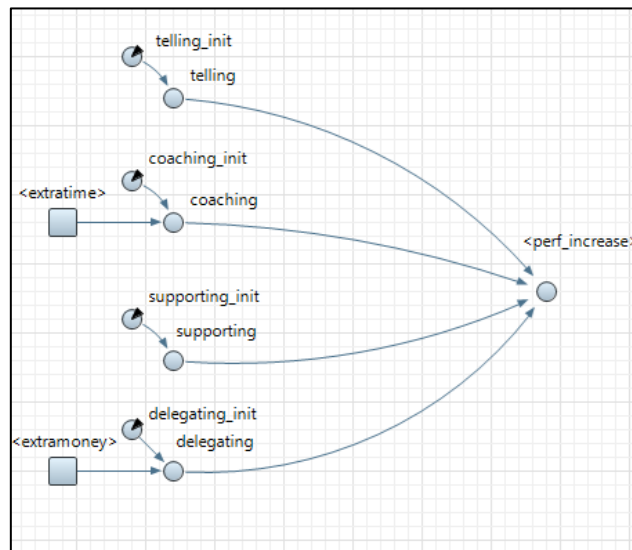 telling_init
telling
coaching_init
<extratime>
coaching
<perf_increase>
supporting_init
supporting
delegating_init
<extramoney>
delegating